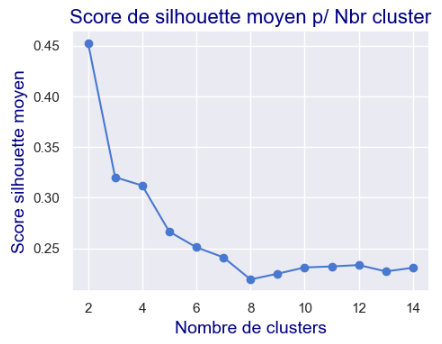 Score de silhouette moyen p/ Nbr cluster
Score silhouette moyen
0.45
0.40
0.35
0.30
0.25
2 4 6 8 10 12 14
Nombre de clusters